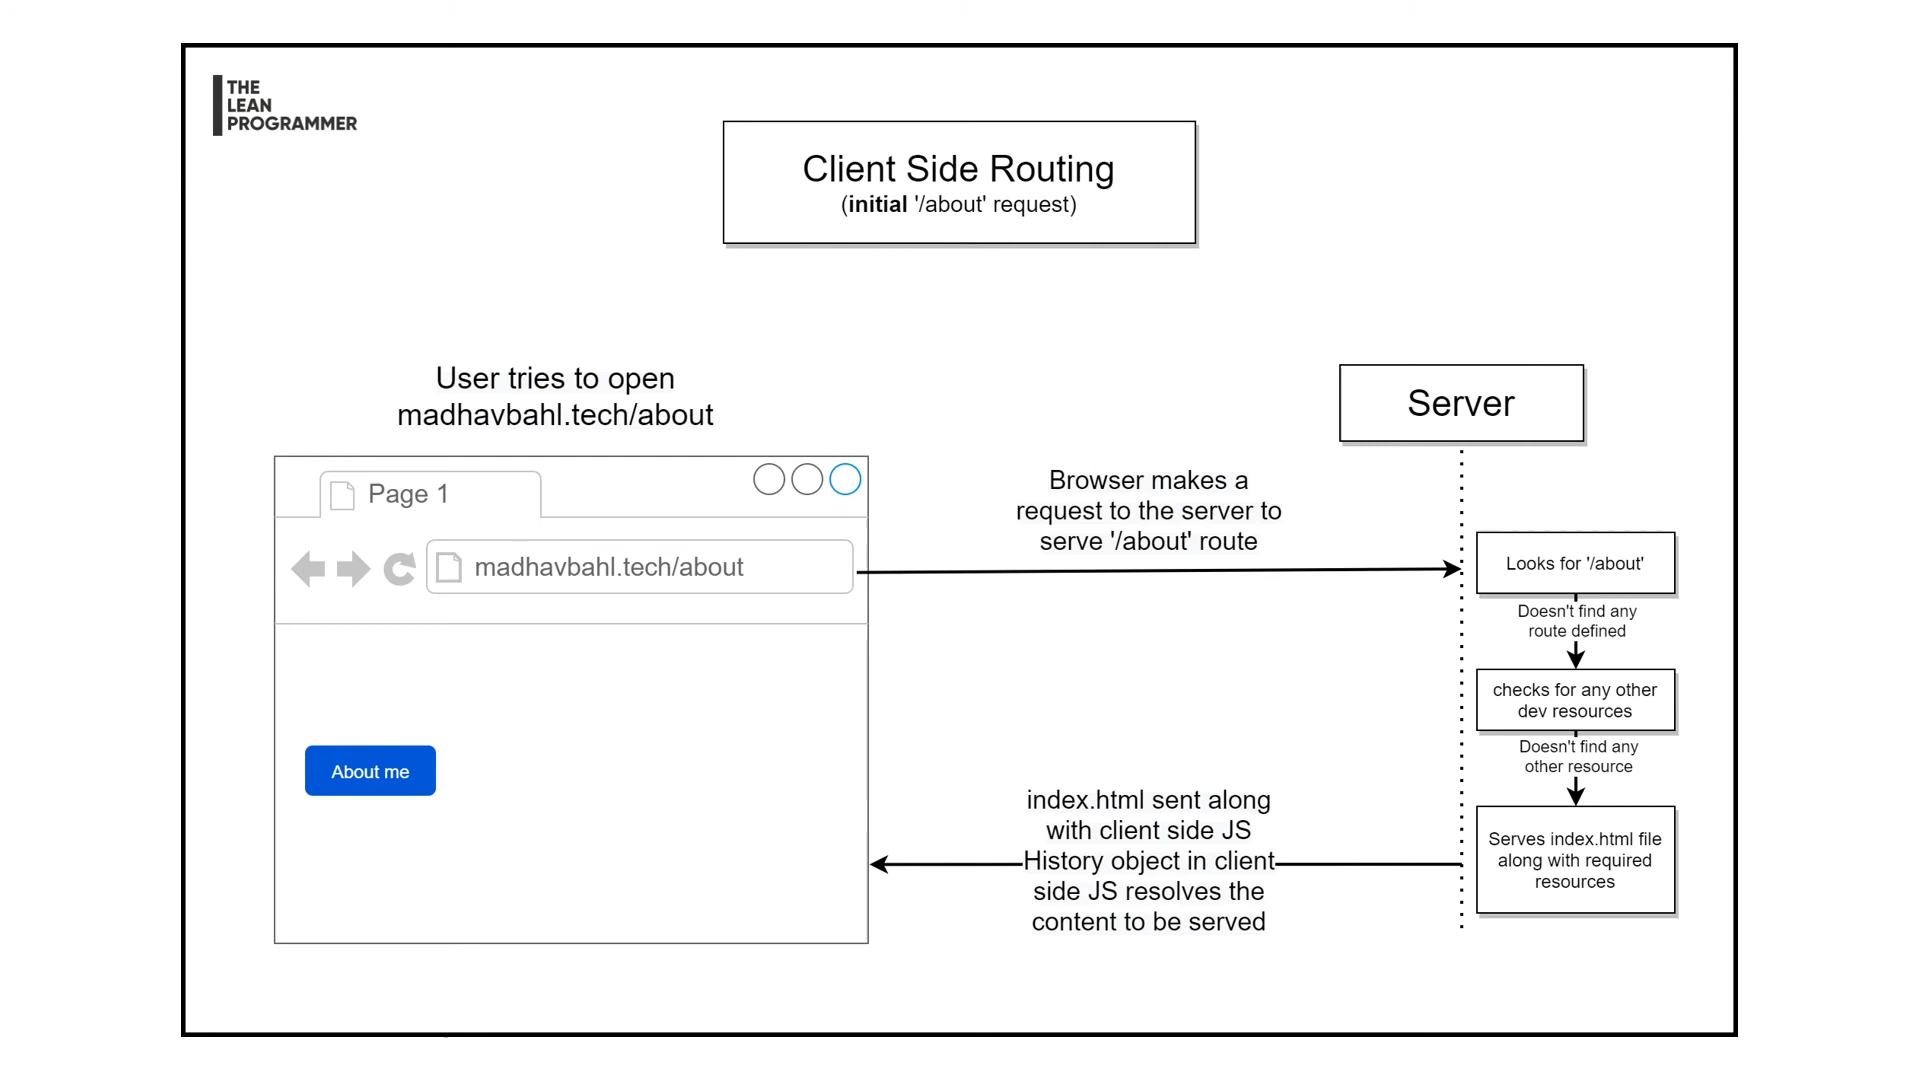 THE
LEAN
PROGRAMMER
Client Side Routing
(initial '/about' request)
User tries to open
madhavbahl.tech/about
Page 1
madhavbahl.tech/about
About me
Browser makes a
request to the server to
serve '/about' route
index.html sent along
with client side JS
History object in client
side JS resolves the
content to be served
Server
Looks for '/about'
Doesn't find any
route defined
checks for any other
dev resources
Doesn't find any
other resource
Serves index.html file
along with required
resources